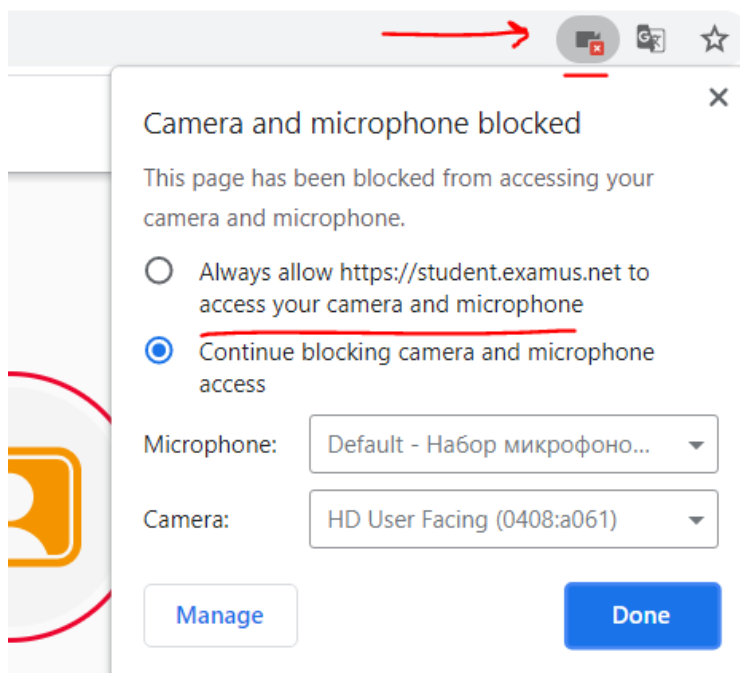 Camera and microphone blocked
This page has been blocked from accessing your
camera and microphone.
Always allow https://student.examus.net to
access your camera and microphone
Continue blocking camera and microphone
access
Microphone: Default - Набор микрофоно...
Camera: HD User Facing (0408:a061)
Manage Done